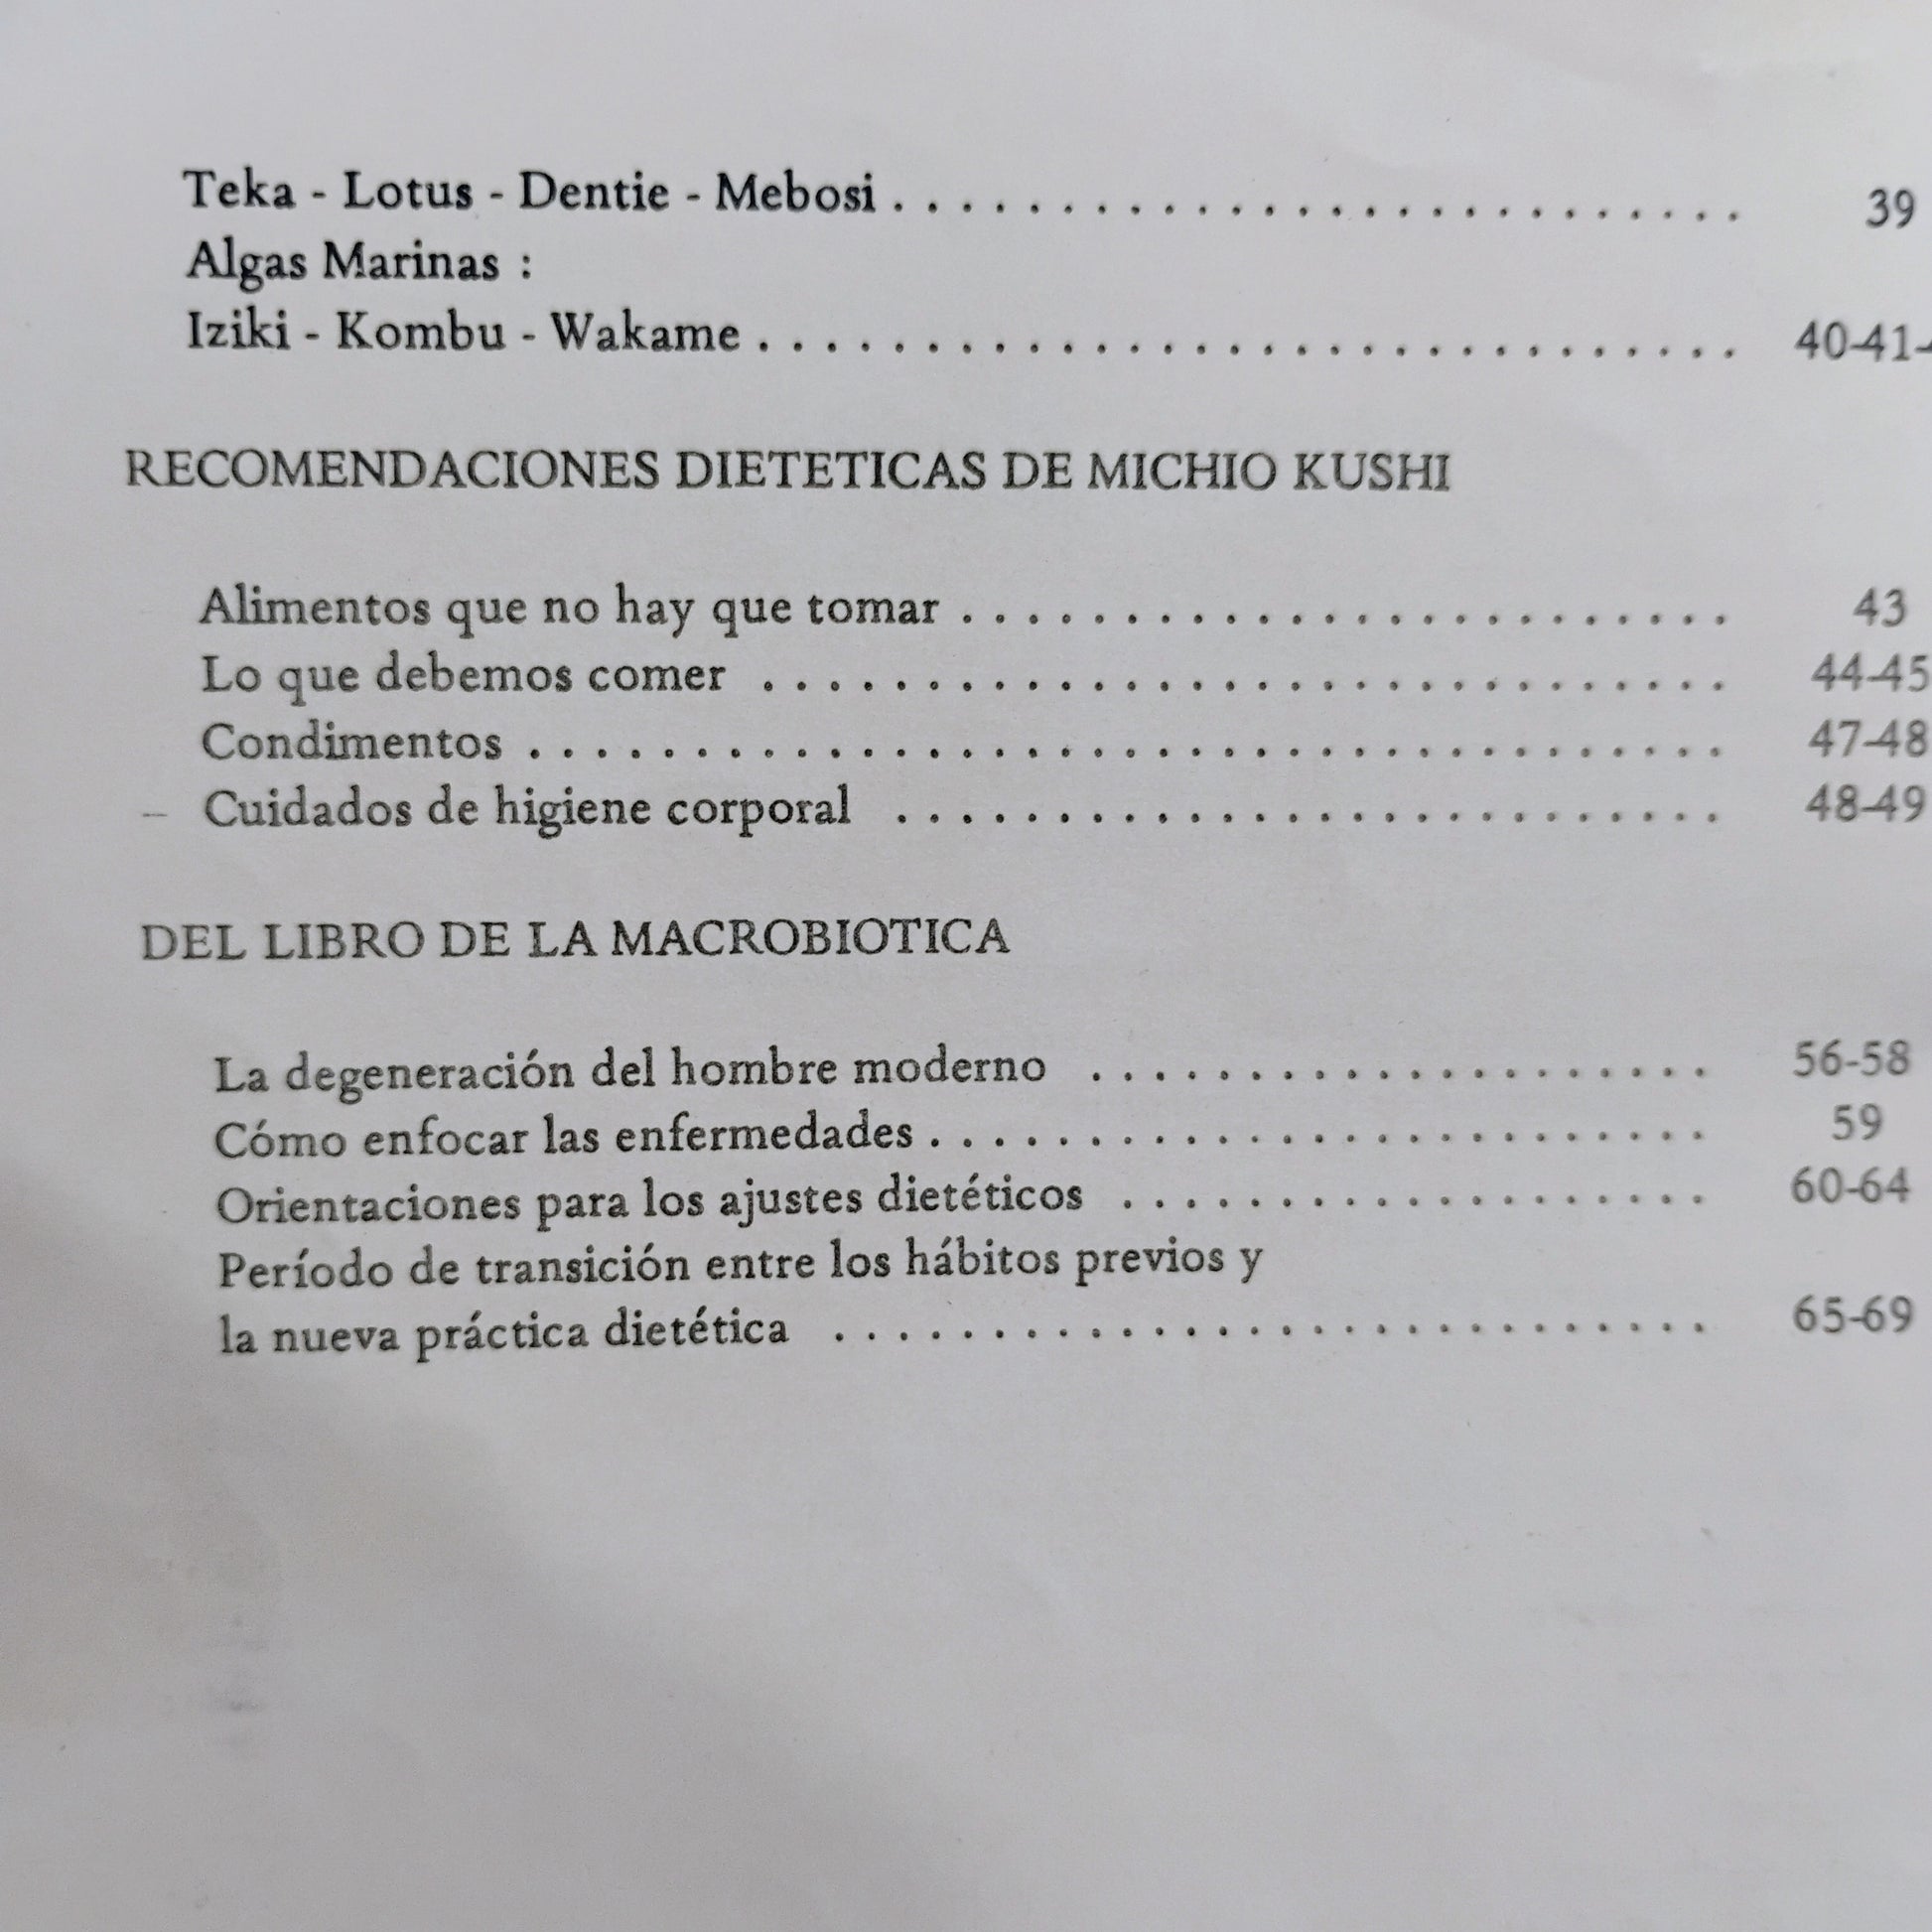 Teka - Lotus - Dentie - Mebosi . . . . . . . . . . . . . . . . . . . . . . . . . . 39
Algas Marinas :
Iziki - Kombu - Wakame . . . . . . . . . . . . . . . . . . . . . . . . . . . . . . 40-41-
RECOMENDACIONES DIETETICAS DE MICHIO KUSHI
Alimentos que no hay que tomar . . . . . . . . . . . . . . . . . . . . . . . . 43
Lo que debemos comer . . . . . . . . . . . . . . . . . . . . . . . . . . . . . . 44-45
Condimentos . . . . . . . . . . . . . . . . . . . . . . . . . . . . . . . . . . . . . 47-48
– Cuidados de higiene corporal . . . . . . . . . . . . . . . . . . . . . . . . . . 48-49
DEL LIBRO DE LA MACROBIOTICA
La degeneración del hombre moderno . . . . . . . . . . . . . . . . . . . . 56-58
Cómo enfocar las enfermedades . . . . . . . . . . . . . . . . . . . . . . . . . 59
Orientaciones para los ajustes dietéticos . . . . . . . . . . . . . . . . . . . 60-64
Período de transición entre los hábitos previos y
la nueva práctica dietética . . . . . . . . . . . . . . . . . . . . . . . . . . . . 65-69